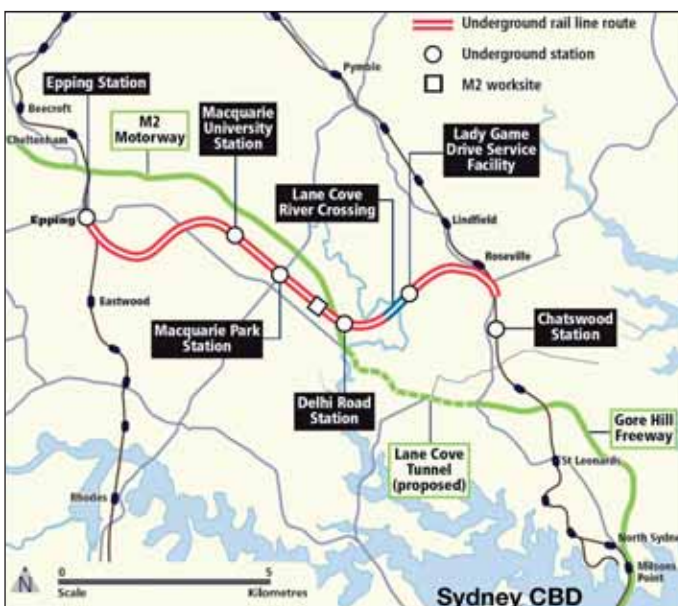 Underground rail line route
Underground station
M2 worksite
Epping Station
Pymble
Beecroft
M2
Motorway
Macquarie
University
Station
Lady Game
Drive Service
Facility
Cheltenham
Lane Cove
River Crossing
Lindfield
Epping
Roseville
Eastwood
Macquarie Park
Station
Chatswood
Station
Delhi Road
Station
Gore Hill
Freeway
Lane Cove
Tunnel
(proposed)
St Leonards
Rhodes
North Sydney
Milsons
Point
N
0
5
Scale
Kilometres
Sydney CBD